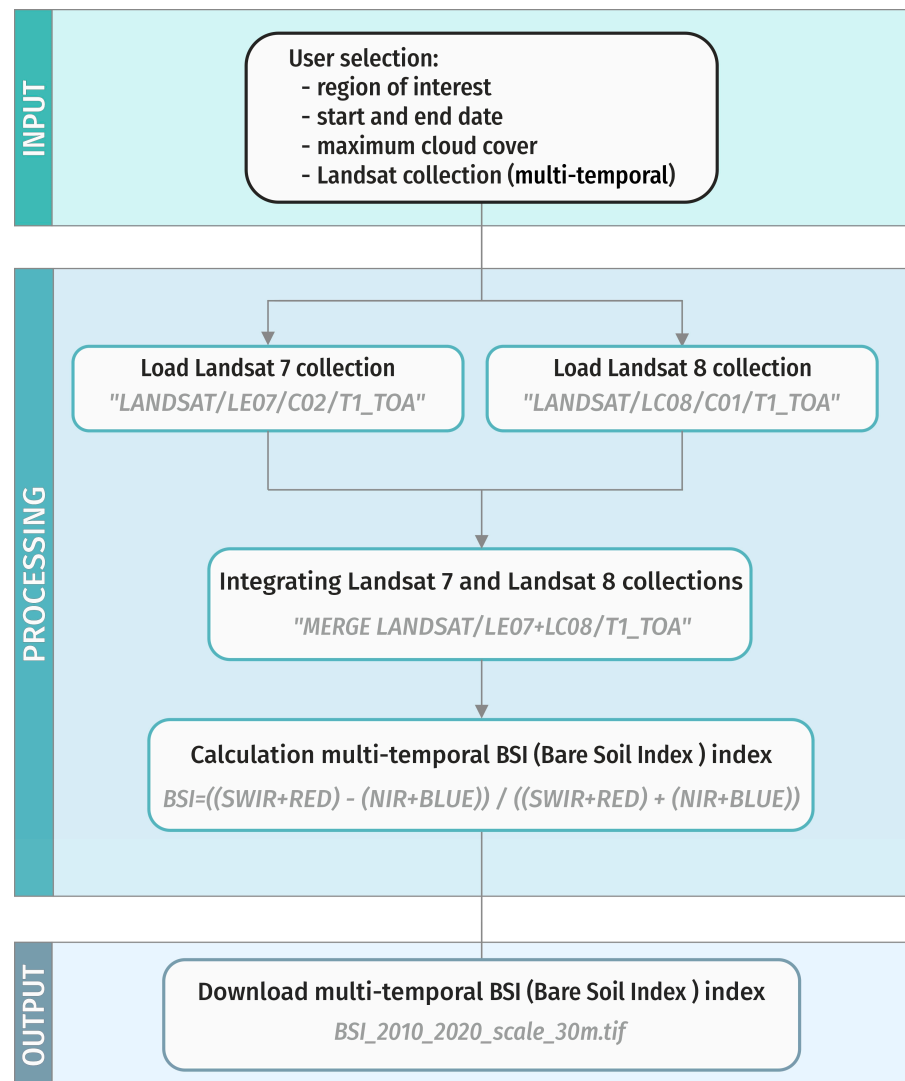 INPUT
User selection:
- region of interest
- start and end date
- maximum cloud cover
- Landsat collection (multi-temporal)
PROCESSING
Load Landsat 7 collection
"LANDSAT/LE07/C02/T1_TOA"
Load Landsat 8 collection
"LANDSAT/LC08/C01/T1_TOA"
Integrating Landsat 7 and Landsat 8 collections
"MERGE LANDSAT/LE07+LC08/T1_TOA"
Calculation multi-temporal BSI (Bare Soil Index ) index
BSI=((SWIR+RED) - (NIR+BLUE)) / ((SWIR+RED) + (NIR+BLUE))
OUTPUT
Download multi-temporal BSI (Bare Soil Index ) index
BSI_2010_2020_scale_30m.tif